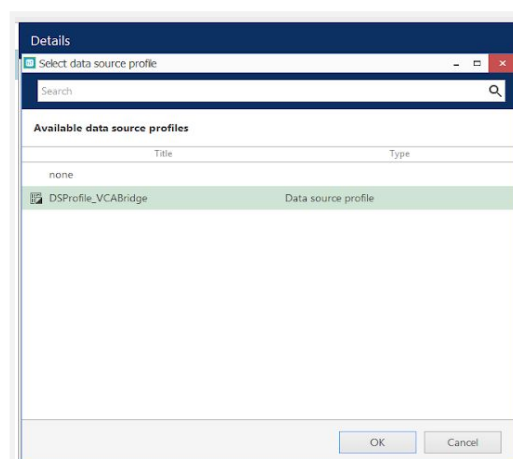 Details
Select data source profile
Search
Available data source profiles
Title Type
none
DSProfile_VCABridge Data source profile
OK Cancel